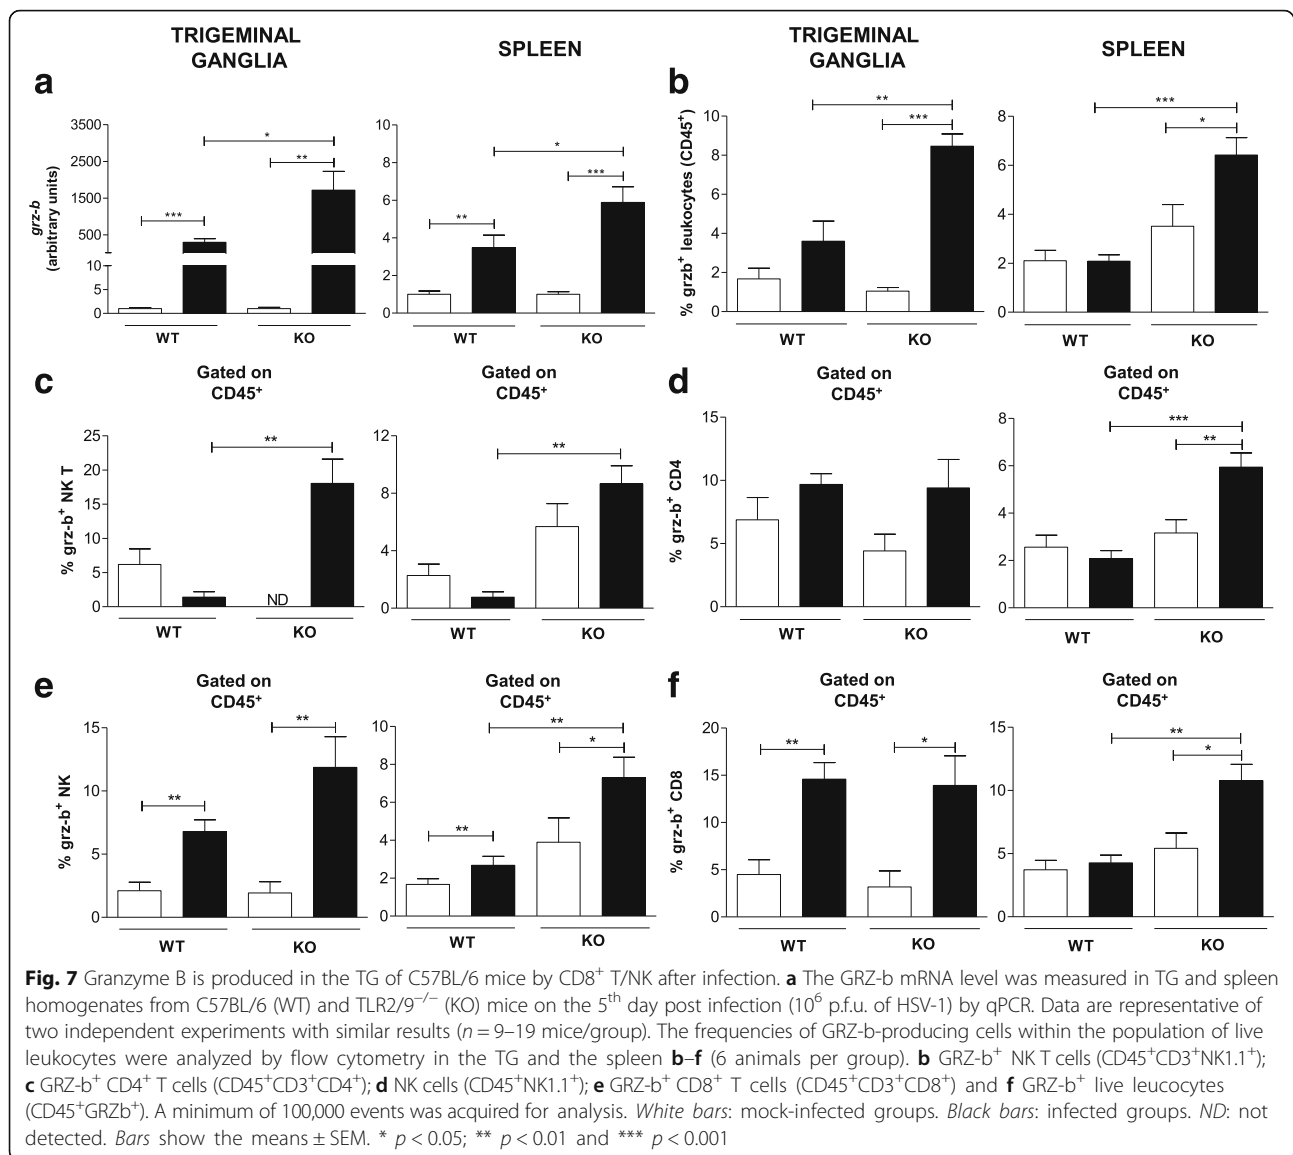 TRIGEMINAL
GANGLIA
SPLEEN
TRIGEMINAL
GANGLIA
SPLEEN
a
grz-b
(arbitrary units)
3500
2500
1500
500
10
5
0
*
**
***
WT
KO
10
8
6
4
2
0
*
***
**
WT
KO
b
% grzb⁺ leukocytes (CD45⁺)
10
8
6
4
2
0
**
***
WT
KO
8
6
4
2
0
***
*
WT
KO
c
Gated on
CD45⁺
% grz-b⁺ NK T
25
20
15
10
5
0
**
ND
WT
KO
Gated on
CD45⁺
12
8
4
0
**
WT
KO
d
Gated on
CD45⁺
% grz-b⁺ CD4
15
10
5
0
WT
KO
Gated on
CD45⁺
8
6
4
2
0
***
**
WT
KO
e
Gated on
CD45⁺
% grz-b⁺ NK
15
10
5
0
**
**
WT
KO
Gated on
CD45⁺
10
8
6
4
2
0
**
*
**
WT
KO
f
Gated on
CD45⁺
% grz-b⁺ CD8
20
15
10
5
0
**
*
WT
KO
Gated on
CD45⁺
15
10
5
0
**
*
WT
KO
Fig. 7 Granzyme B is produced in the TG of C57BL/6 mice by CD8⁺ T/NK after infection. a The GRZ-b mRNA level was measured in TG and spleen
homogenates from C57BL/6 (WT) and TLR2/9⁻/⁻ (KO) mice on the 5ᵗʰ day post infection (10⁶ p.f.u. of HSV-1) by qPCR. Data are representative of
two independent experiments with similar results (n = 9–19 mice/group). The frequencies of GRZ-b-producing cells within the population of live
leukocytes were analyzed by flow cytometry in the TG and the spleen b–f (6 animals per group). b GRZ-b⁺ NK T cells (CD45⁺CD3⁺NK1.1⁺);
c GRZ-b⁺ CD4⁺ T cells (CD45⁺CD3⁺CD4⁺); d NK cells (CD45⁺NK1.1⁺); e GRZ-b⁺ CD8⁺ T cells (CD45⁺CD3⁺CD8⁺) and f GRZ-b⁺ live leucocytes
(CD45⁺GRZb⁺). A minimum of 100,000 events was acquired for analysis. White bars: mock-infected groups. Black bars: infected groups. ND: not
detected. Bars show the means ± SEM. * p < 0.05; ** p < 0.01 and *** p < 0.001